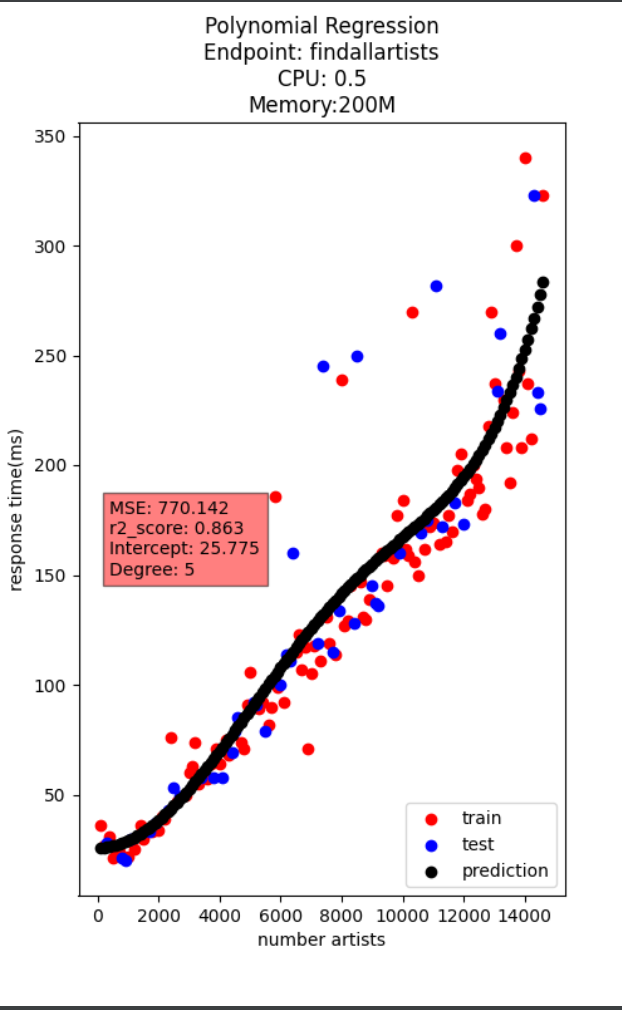 Polynomial Regression
Endpoint: findallartists
CPU: 0.5
Memory:200M
350
300
250
200
150
100
50
response time(ms)
MSE: 770.142
r2_score: 0.863
Intercept: 25.775
Degree: 5
train
test
prediction
0 2000 4000 6000 8000 10000 12000 14000
number artists